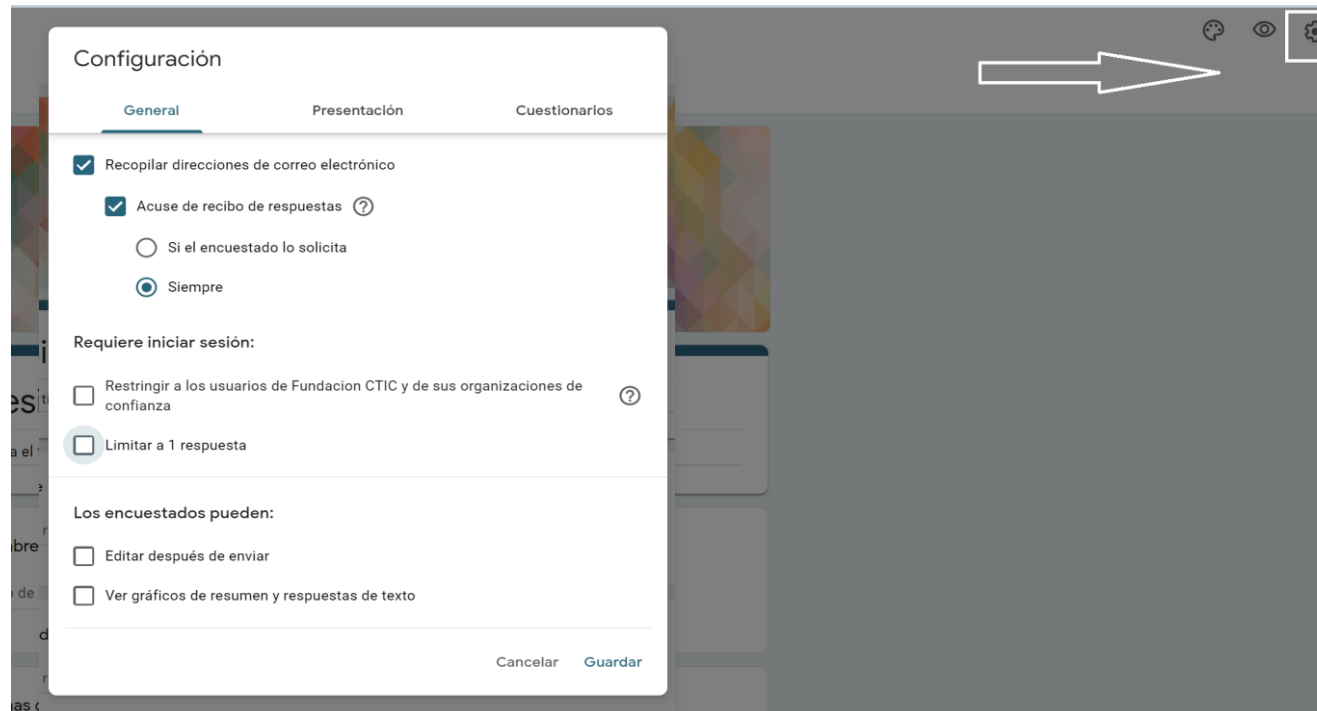 Configuración
General Presentación Cuestionarios
Recopilar direcciones de correo electrónico
Acuse de recibo de respuestas
Si el encuestado lo solicita
Siempre
Requiere iniciar sesión:
Restringir a los usuarios de Fundacion CTIC y de sus organizaciones de
confianza
Limitar a 1 respuesta
Los encuestados pueden:
Editar después de enviar
Ver gráficos de resumen y respuestas de texto
Cancelar Guardar